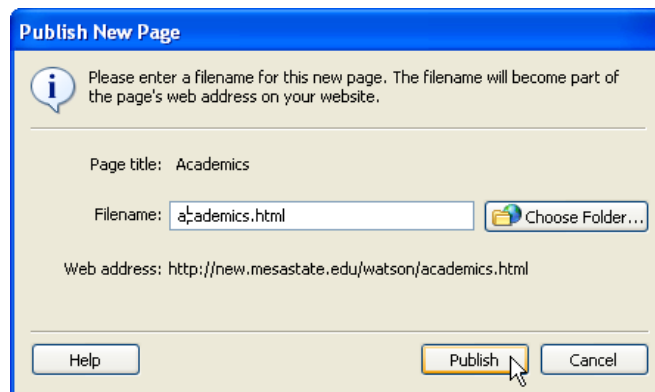 Publish New Page
Please enter a filename for this new page. The filename will become part of
the page's web address on your website.
Page title: Academics
Filename: academics.html
Choose Folder...
Web address: http://new.mesastate.edu/watson/academics.html
Help
Publish
Cancel